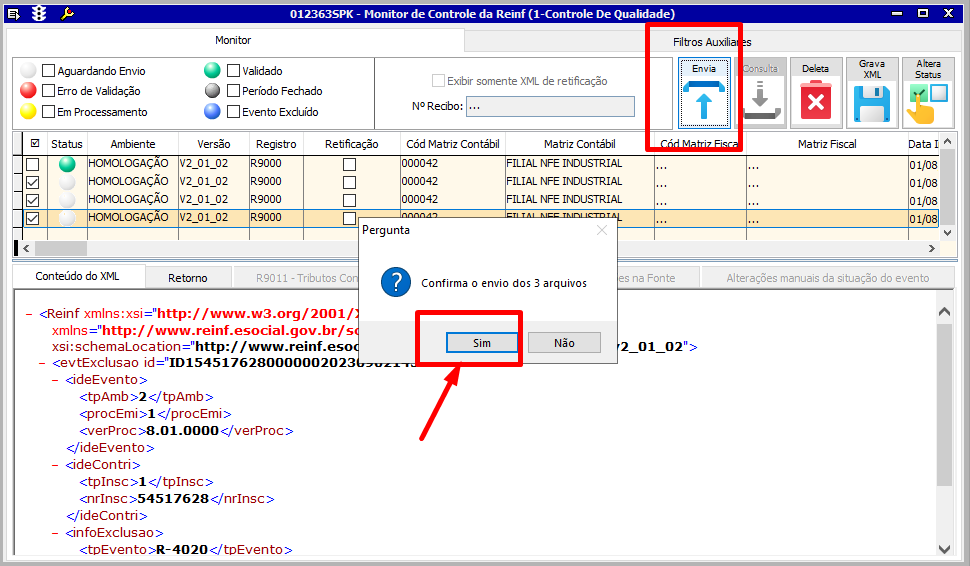 012363SPK - Monitor de Controle da Reinf (1-Controle De Qualidade)
Monitor
Filtros Auxiliares
Aguardando Envio
Validado
Erro de Validação
Período Fechado
Em Processamento
Evento Excluído
Exibir somente XML de retificação
Nº Recibo: ...
Envia
Consulta
Deleta
Grava XML
Altera Status
Status Ambiente Versão Registro Retificação Cód Matriz Contábil Matriz Contábil Cód Matriz Fiscal Matriz Fiscal Data I
HOMOLOGAÇÃO V2_01_02 R9000 000042 FILIAL NFE INDUSTRIAL ... ... 01/08
HOMOLOGAÇÃO V2_01_02 R9000 000042 FILIAL NFE INDUSTRIAL ... ... 01/08
HOMOLOGAÇÃO V2_01_02 R9000 000042 FILIAL NFE INDUSTRIAL ... ... 01/08
HOMOLOGAÇÃO V2_01_02 R9000 000042 FILIAL NFE INDUSTRIAL ... ... 01/08
Pergunta
Confirma o envio dos 3 arquivos
Sim
Não
Conteúdo do XML
Retorno
R9011 - Tributos Con
es na Fonte
Alterações manuais da situação do evento
- <Reinf xmlns:xsi="http://www.w3.org/2001/X
xmlns="http://www.reinf.esocial.gov.br/sc
xsi:schemaLocation="http://www.reinf.eso v2_01_02">
- <evtExclusao id="ID15451762800000020230902143
- <ideEvento>
<tpAmb>2</tpAmb>
<procEmi>1</procEmi>
<verProc>8.01.0000</verProc>
</ideEvento>
- <ideContri>
<tpInsc>1</tpInsc>
<nrInsc>54517628</nrInsc>
</ideContri>
- <infoExclusao>
<tpEvento>R-4020</tpEvento>